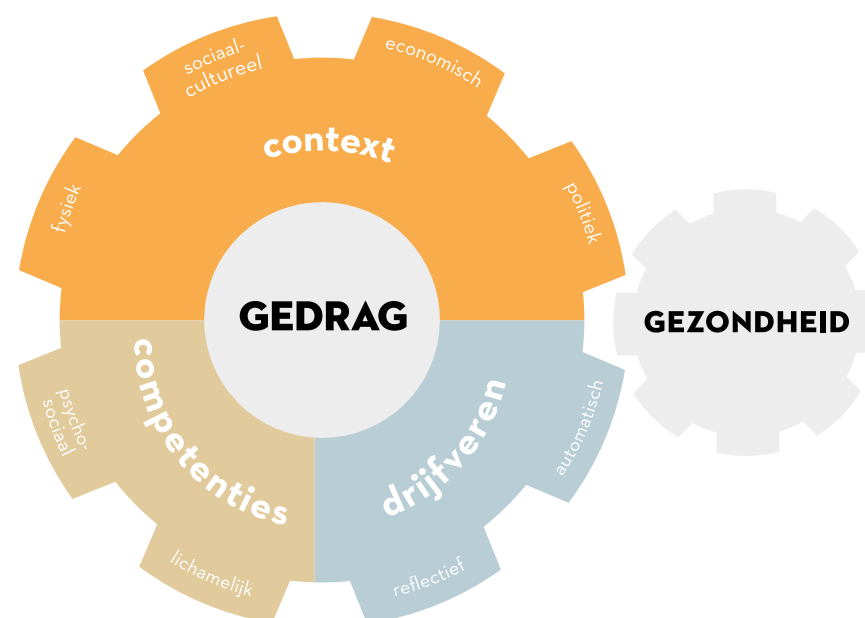 sociaal-
cultureel
economisch
context
fysiek
politiek
GEDRAG
GEZONDHEID
competenties
drijfveren
psycho-
sociaal
automatisch
lichamelijk
reflectief